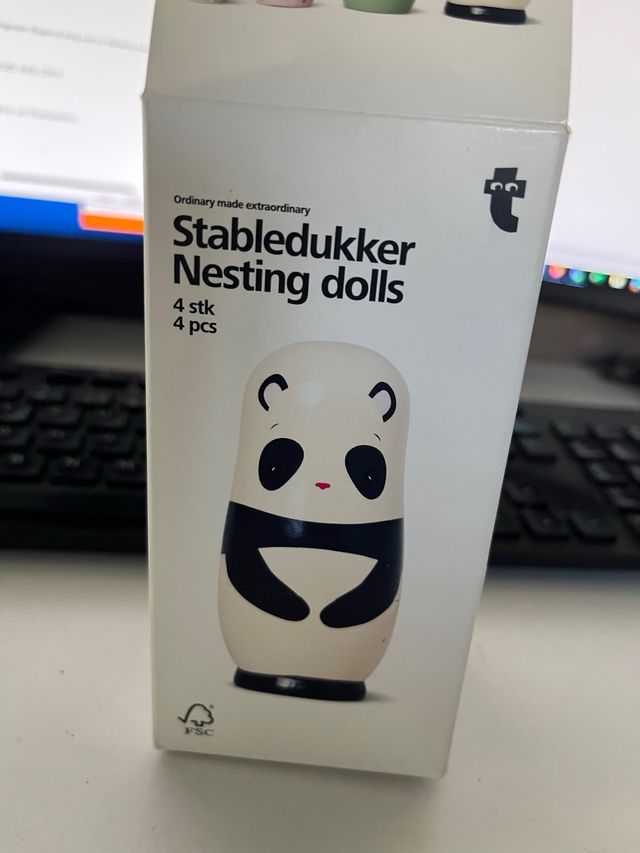 Ordinary made extraordinary
Stabledukker
Nesting dolls
4 stk
4 pcs
t
FSC